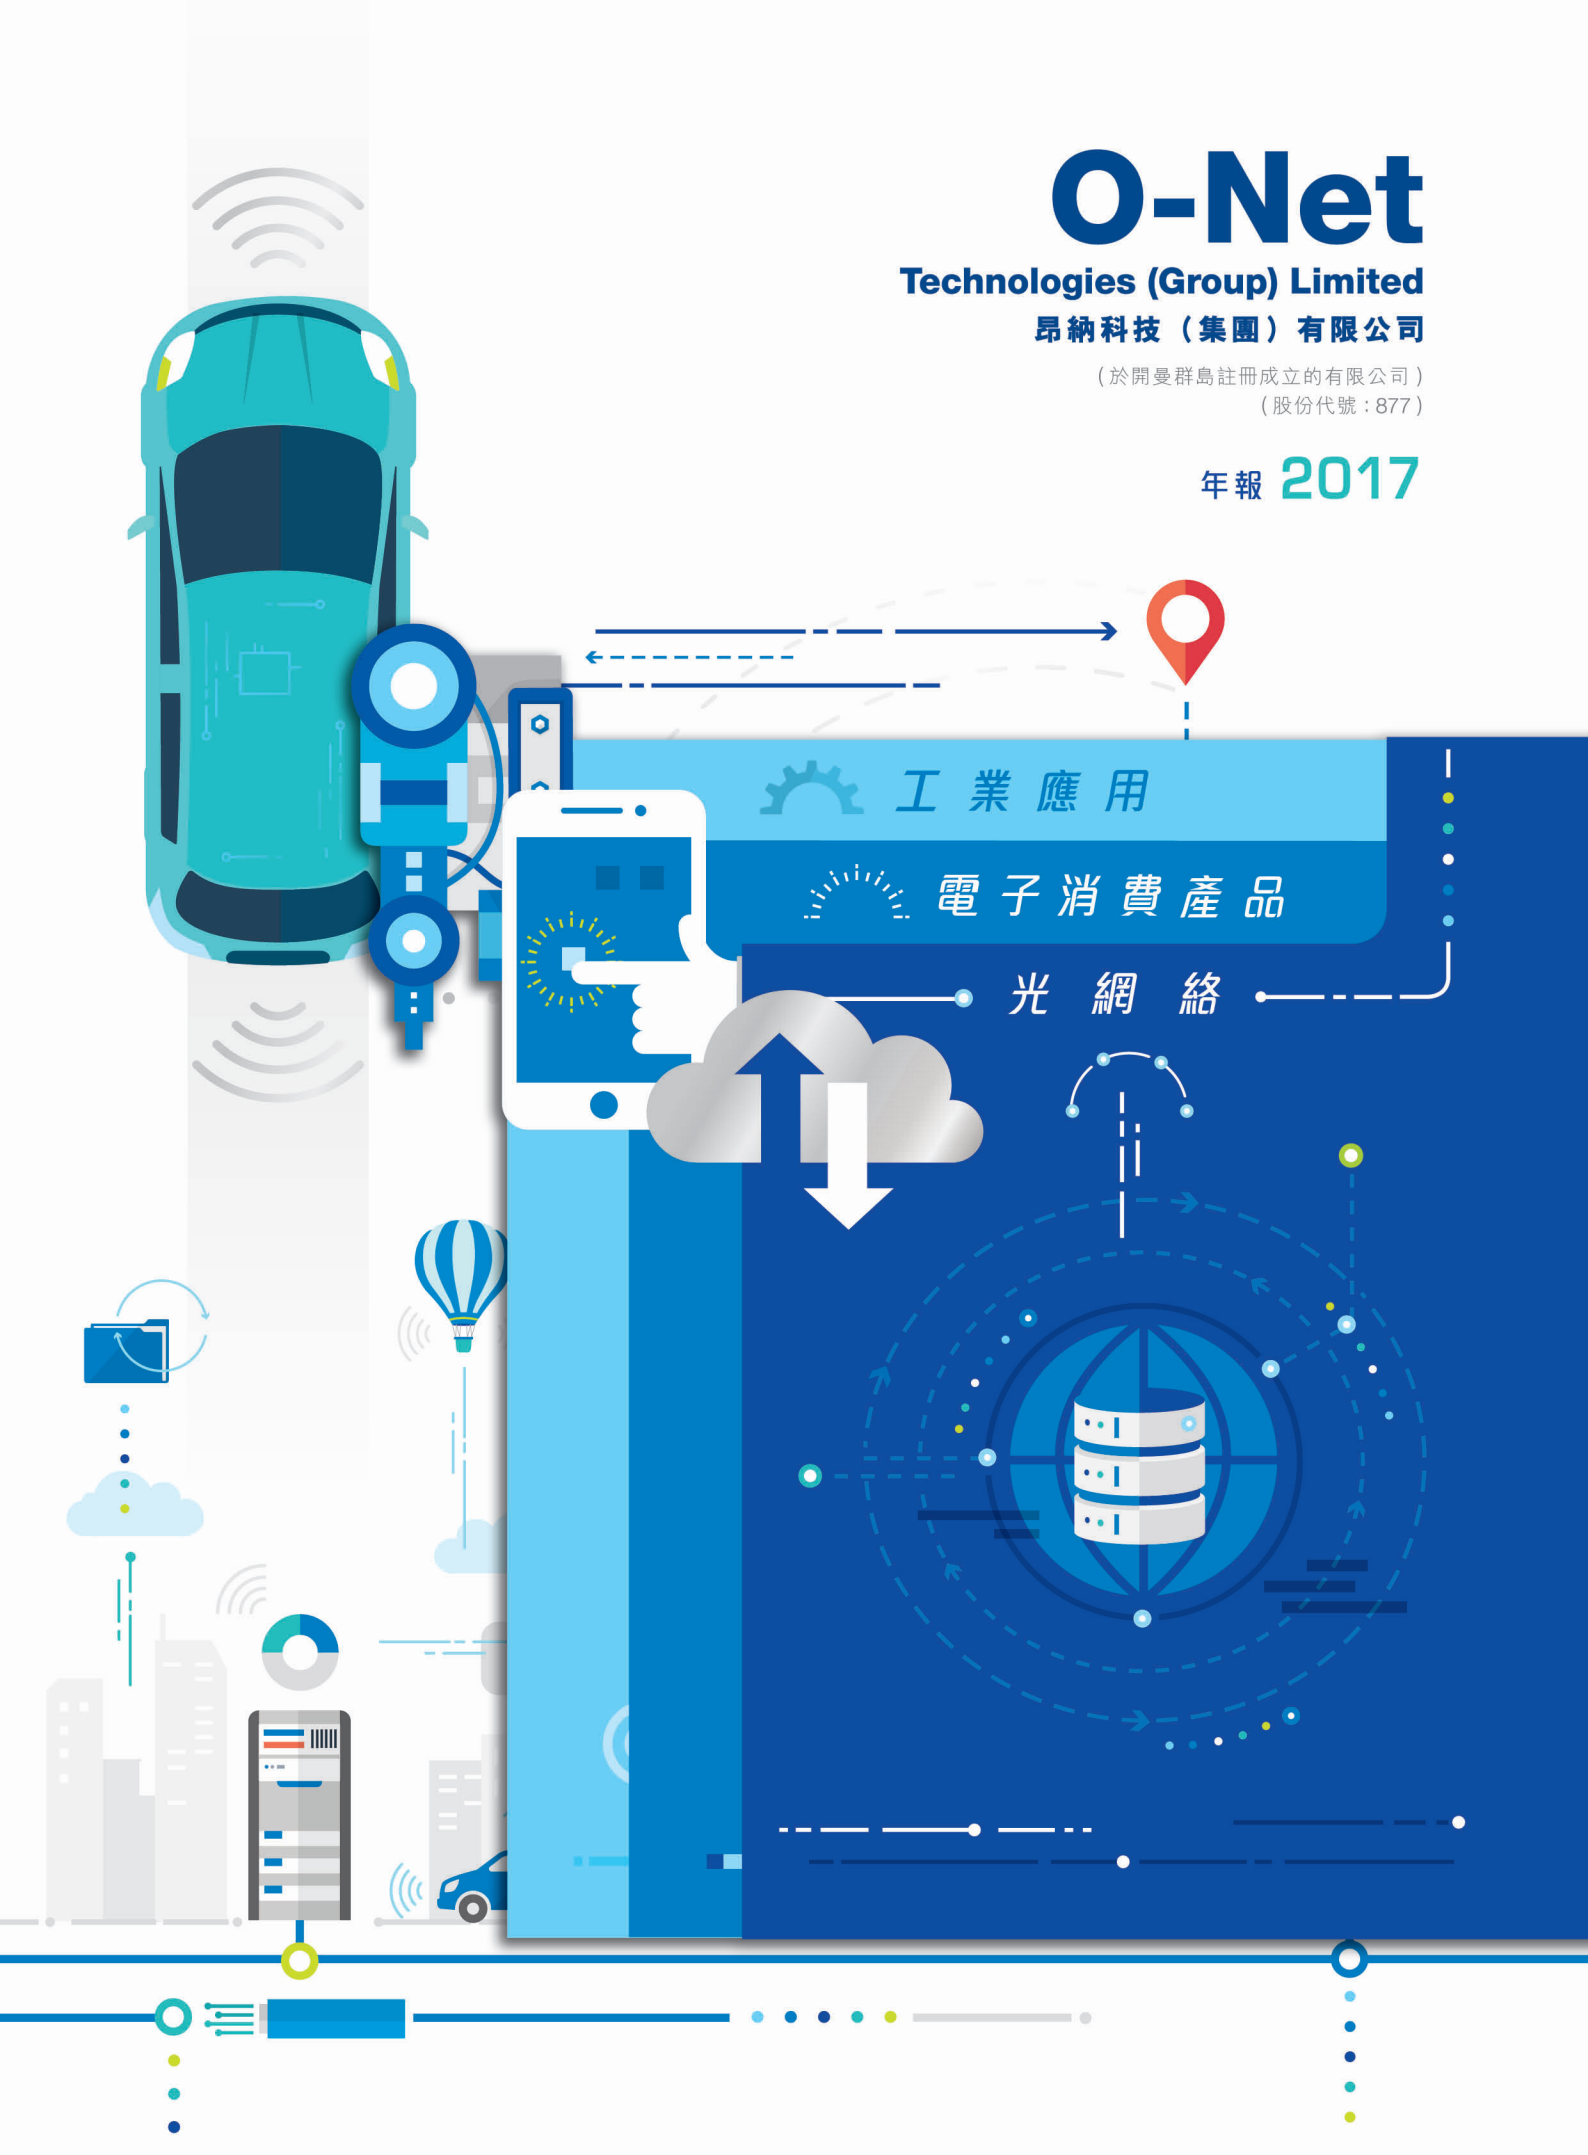 O-Net
Technologies (Group) Limited
昂納科技（集團）有限公司
(於開曼群島註冊成立的有限公司)
(股份代號：877)
年報 2017
工業應用
電子消費產品
光網絡